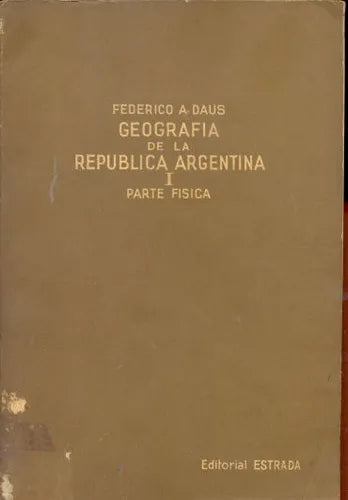 FEDERICO A. DAUS
GEOGRAFIA
DE LA
REPUBLICA ARGENTINA
I
PARTE FISICA
Editorial ESTRADA